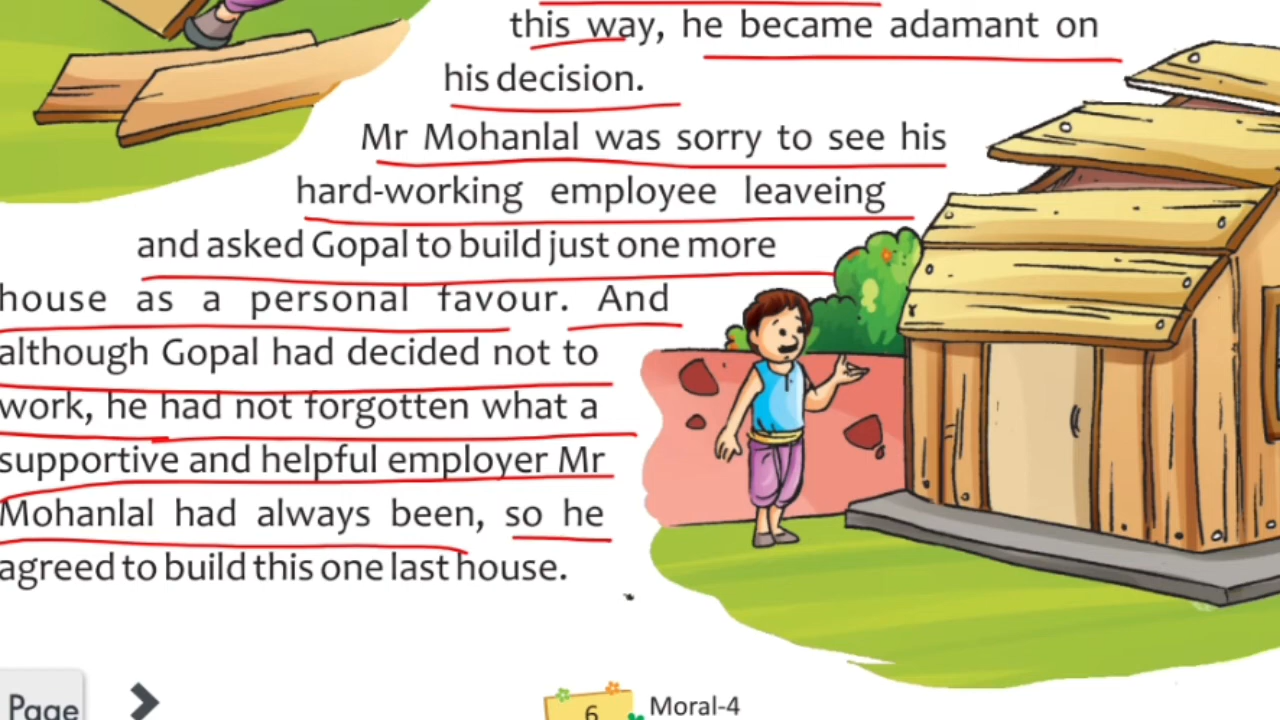 this way, he became adamant on
his decision.
Mr Mohanlal was sorry to see his
hard-working employee leaveing
and asked Gopal to build just one more
house as a personal favour. And
although Gopal had decided not to
work, he had not forgotten what a
supportive and helpful employer Mr
Mohanlal had always been, so he
agreed to build this one last house.
Page
6
Moral-4